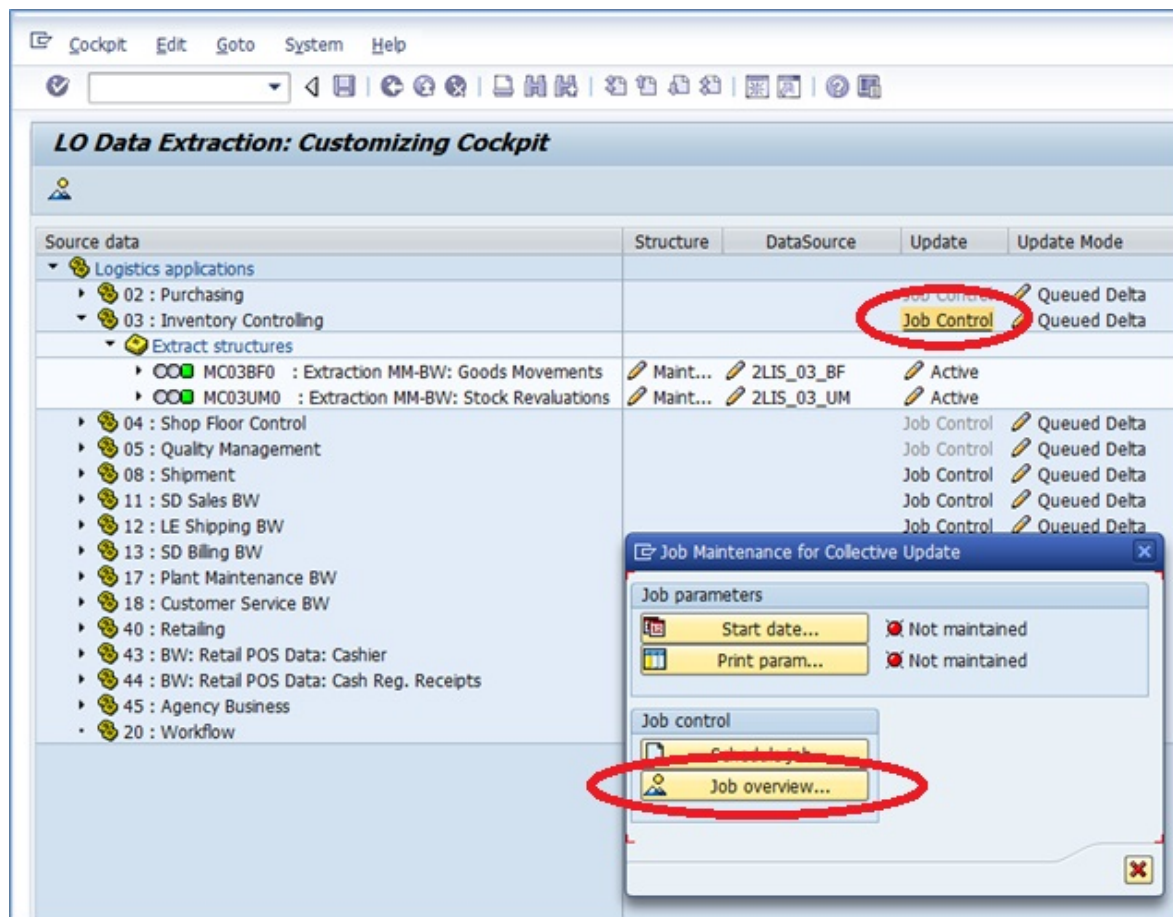 Cockpit Edit Goto System Help
LO Data Extraction: Customizing Cockpit
Source data Structure DataSource Update Update Mode
Logistics applications
02 : Purchasing Job Control Queued Delta
03 : Inventory Controlling Job Control Queued Delta
Extract structures
MC03BF0 : Extraction MM-BW: Goods Movements Maint... 2LIS_03_BF Active
MC03UM0 : Extraction MM-BW: Stock Revaluations Maint... 2LIS_03_UM Active
04 : Shop Floor Control Job Control Queued Delta
05 : Quality Management Job Control Queued Delta
08 : Shipment Job Control Queued Delta
11 : SD Sales BW Job Control Queued Delta
12 : LE Shipping BW Job Control Queued Delta
13 : SD Billing BW
17 : Plant Maintenance BW
18 : Customer Service BW
40 : Retailing
43 : BW: Retail POS Data: Cashier
44 : BW: Retail POS Data: Cash Reg. Receipts
45 : Agency Business
20 : Workflow
Job Maintenance for Collective Update
Job parameters
Start date... Not maintained
Print param... Not maintained
Job control
Schedule job
Job overview...